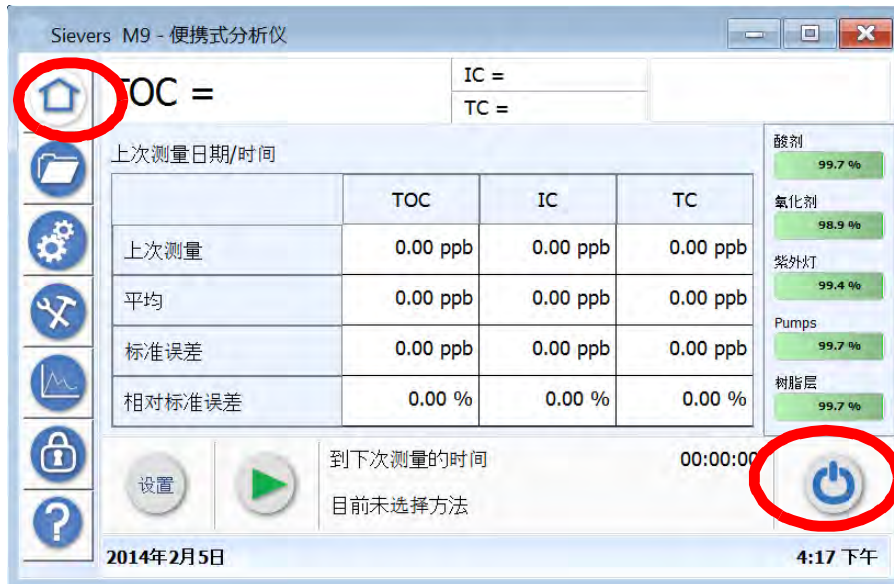 Sievers M9 - 便携式分析仪
TOC =
IC =
TC =
上次测量日期/时间
TOC IC TC
上次测量 0.00 ppb 0.00 ppb 0.00 ppb
平均 0.00 ppb 0.00 ppb 0.00 ppb
标准误差 0.00 ppb 0.00 ppb 0.00 ppb
相对标准误差 0.00 % 0.00 % 0.00 %
酸剂
99.7 %
氧化剂
98.9 %
紫外灯
99.4 %
Pumps
99.7 %
树脂层
99.7 %
设置
到下次测量的时间 00:00:00
目前未选择方法
2014年2月5日 4:17 下午